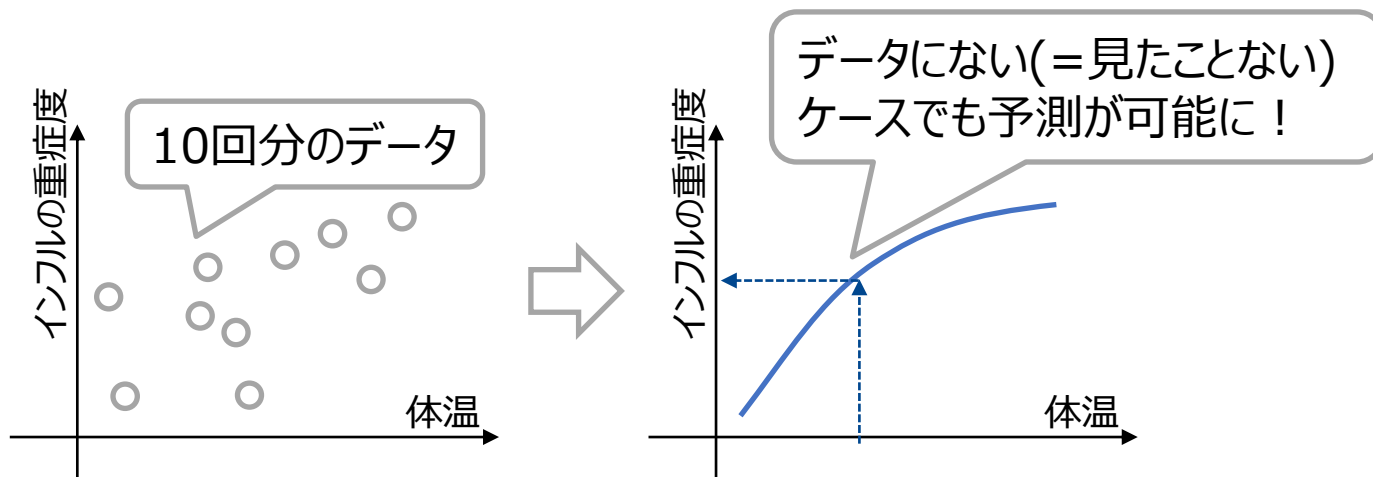 インフルの重症度
10回分のデータ
体温
インフルの重症度
データにない(=見たことない)
ケースでも予測が可能に！
体温